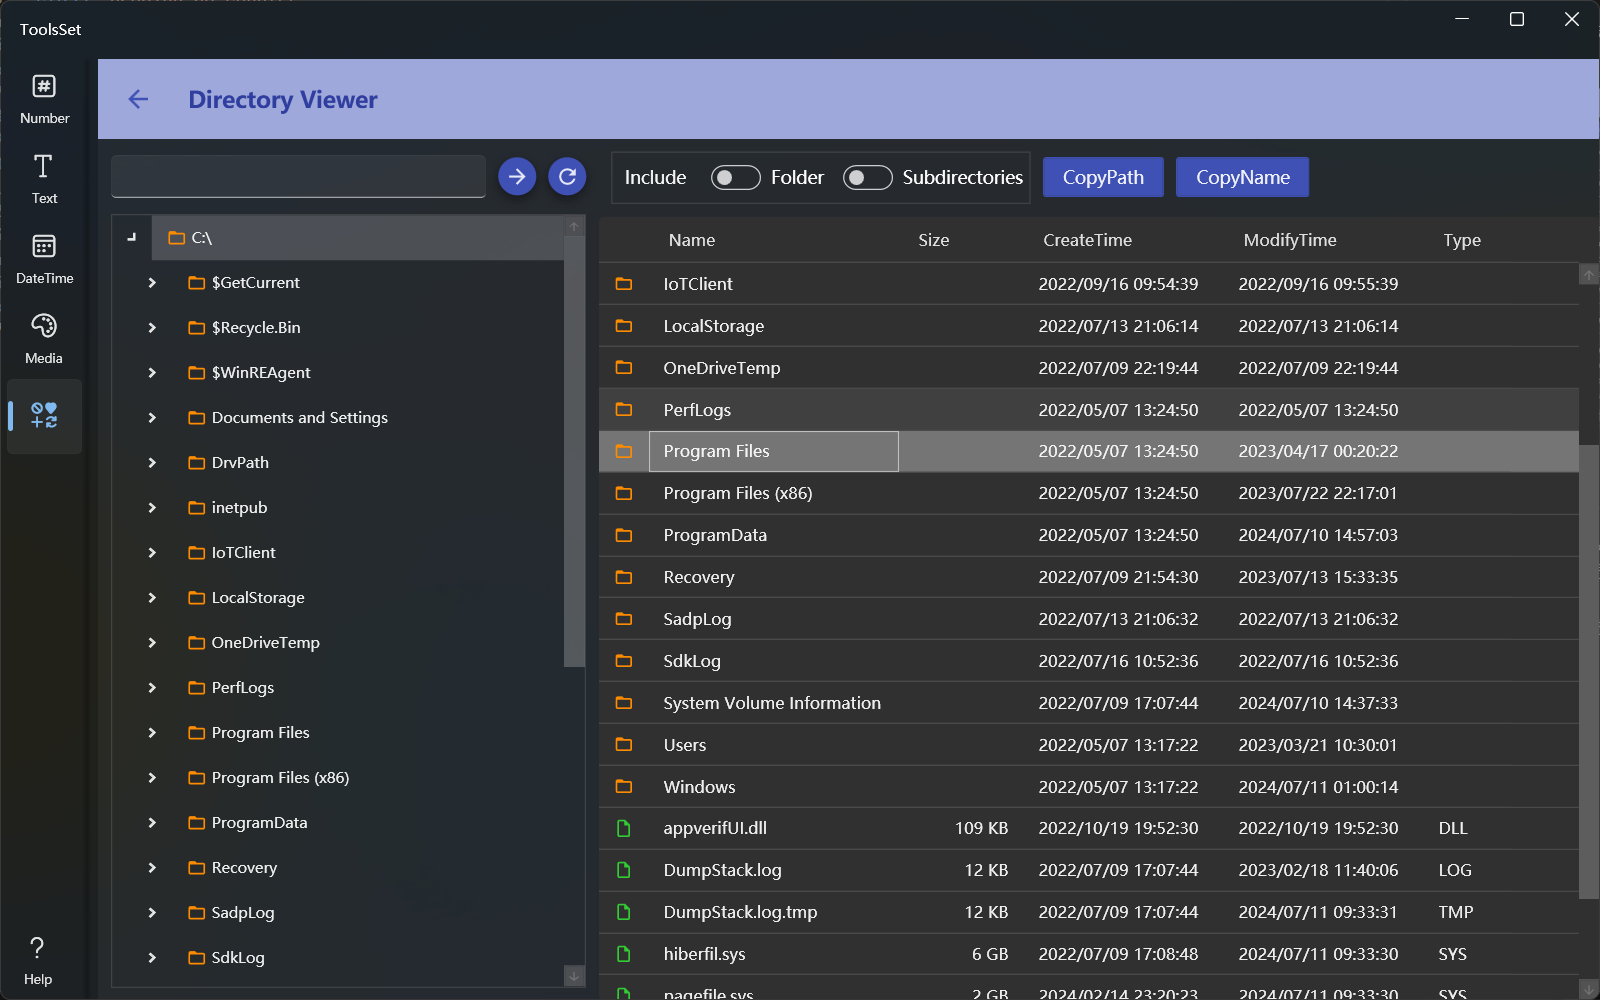 ToolsSet
Number
Text
DateTime
Media
Help
Directory Viewer
Include Folder Subdirectories CopyPath CopyName
C:\
$GetCurrent
$Recycle.Bin
$WinREAgent
Documents and Settings
DrvPath
inetpub
IoTClient
LocalStorage
OneDriveTemp
PerfLogs
Program Files
Program Files (x86)
ProgramData
Recovery
SadpLog
SdkLog
Name Size CreateTime ModifyTime Type
IoTClient 2022/09/16 09:54:39 2022/09/16 09:55:39
LocalStorage 2022/07/13 21:06:14 2022/07/13 21:06:14
OneDriveTemp 2022/07/09 22:19:44 2022/07/09 22:19:44
PerfLogs 2022/05/07 13:24:50 2022/05/07 13:24:50
Program Files 2022/05/07 13:24:50 2023/04/17 00:20:22
Program Files (x86) 2022/05/07 13:24:50 2023/07/22 22:17:01
ProgramData 2022/05/07 13:24:50 2024/07/10 14:57:03
Recovery 2022/07/09 21:54:30 2023/07/13 15:33:35
SadpLog 2022/07/13 21:06:32 2022/07/13 21:06:32
SdkLog 2022/07/16 10:52:36 2022/07/16 10:52:36
System Volume Information 2022/07/09 17:07:44 2024/07/10 14:37:33
Users 2022/05/07 13:17:22 2023/03/21 10:30:01
Windows 2022/05/07 13:17:22 2024/07/11 01:00:14
appverifUI.dll 109 KB 2022/10/19 19:52:30 2022/10/19 19:52:30 DLL
DumpStack.log 12 KB 2022/07/09 17:07:44 2023/02/18 11:40:06 LOG
DumpStack.log.tmp 12 KB 2022/07/09 17:07:44 2024/07/11 09:33:31 TMP
hiberfil.sys 6 GB 2022/07/09 17:08:48 2024/07/11 09:33:30 SYS
pagefile.sys 2 GB 2024/02/14 23:20:23 2024/07/11 09:33:30 SYS